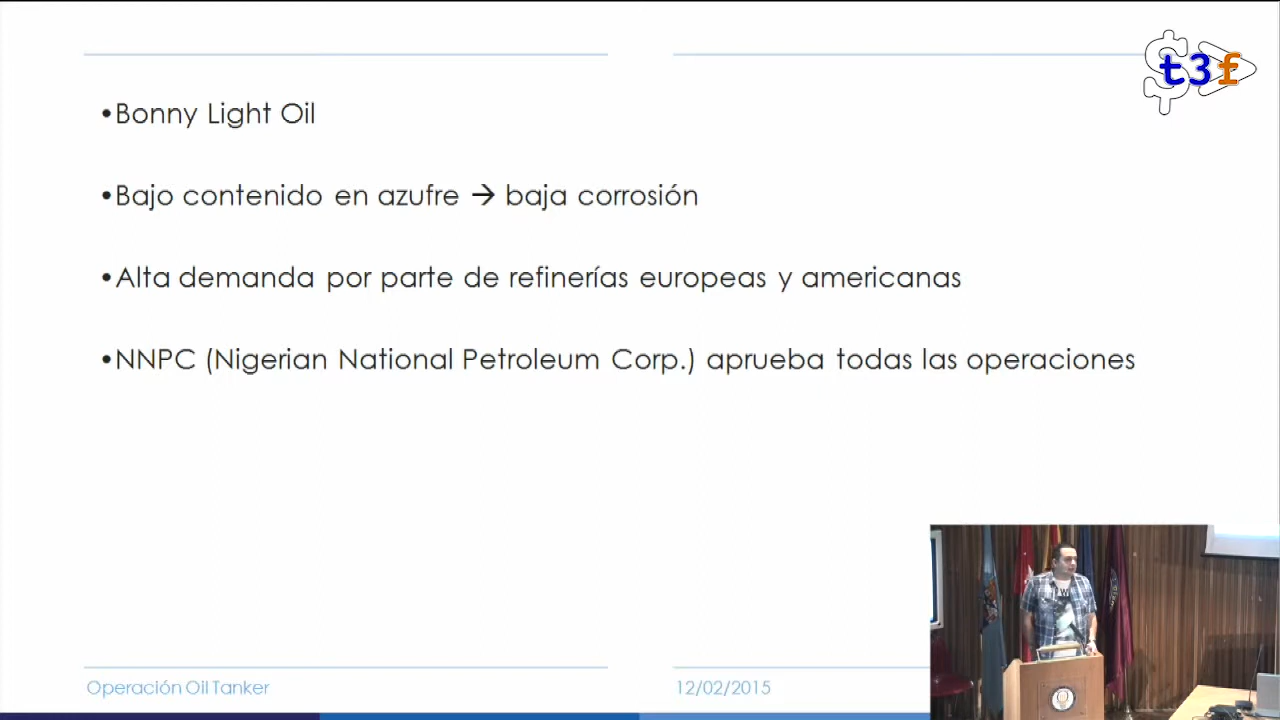 t3f
•Bonny Light Oil
•Bajo contenido en azufre → baja corrosión
•Alta demanda por parte de refinerías europeas y americanas
•NNPC (Nigerian National Petroleum Corp.) aprueba todas las operaciones
Operación Oil Tanker
12/02/2015